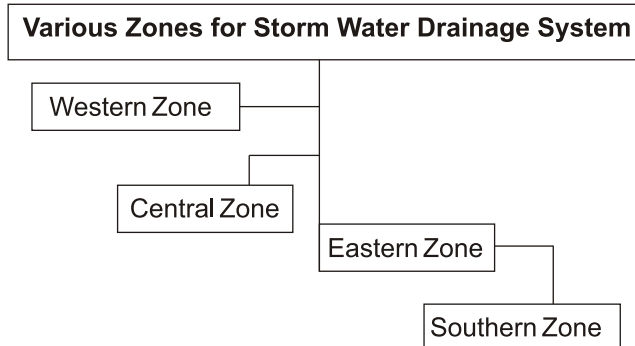 Various Zones for Storm Water Drainage System
Western Zone
Central Zone
Eastern Zone
Southern Zone